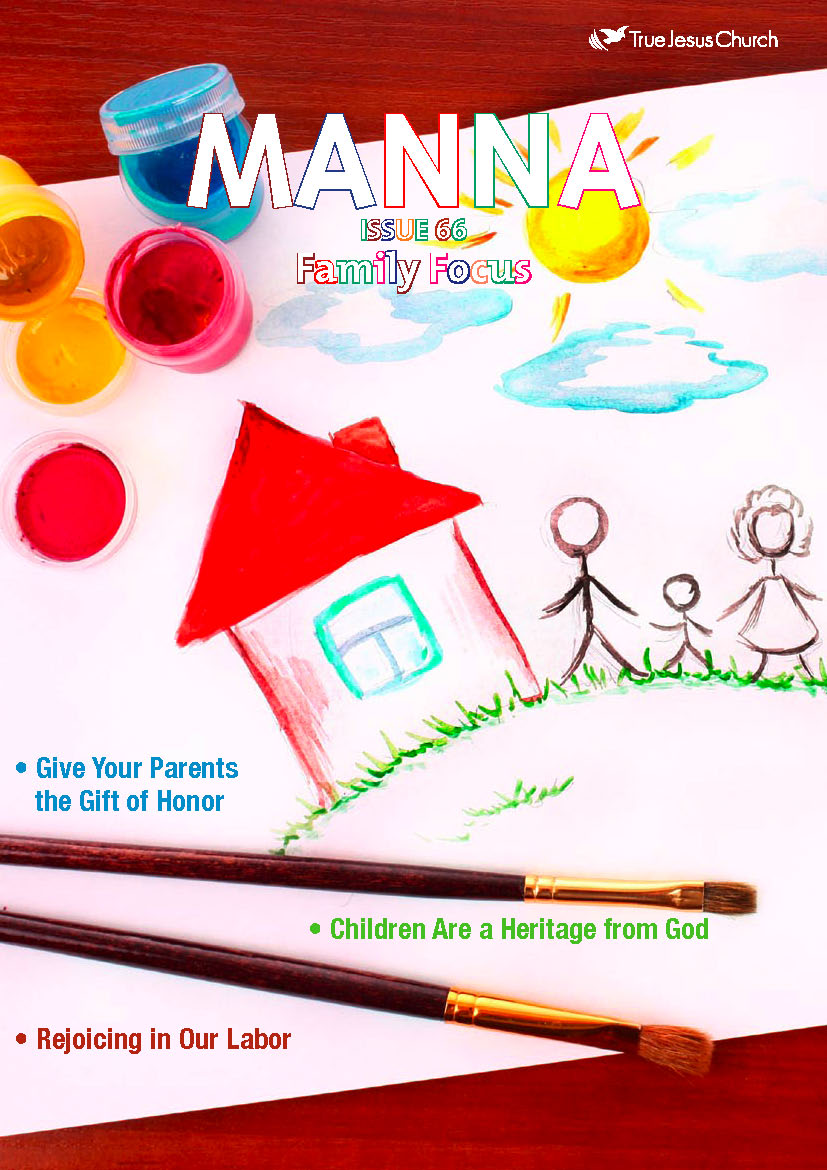 True Jesus Church
MANNA
ISSUE 66
Family Focus
• Give Your Parents
the Gift of Honor
• Children Are a Heritage from God
• Rejoicing in Our Labor